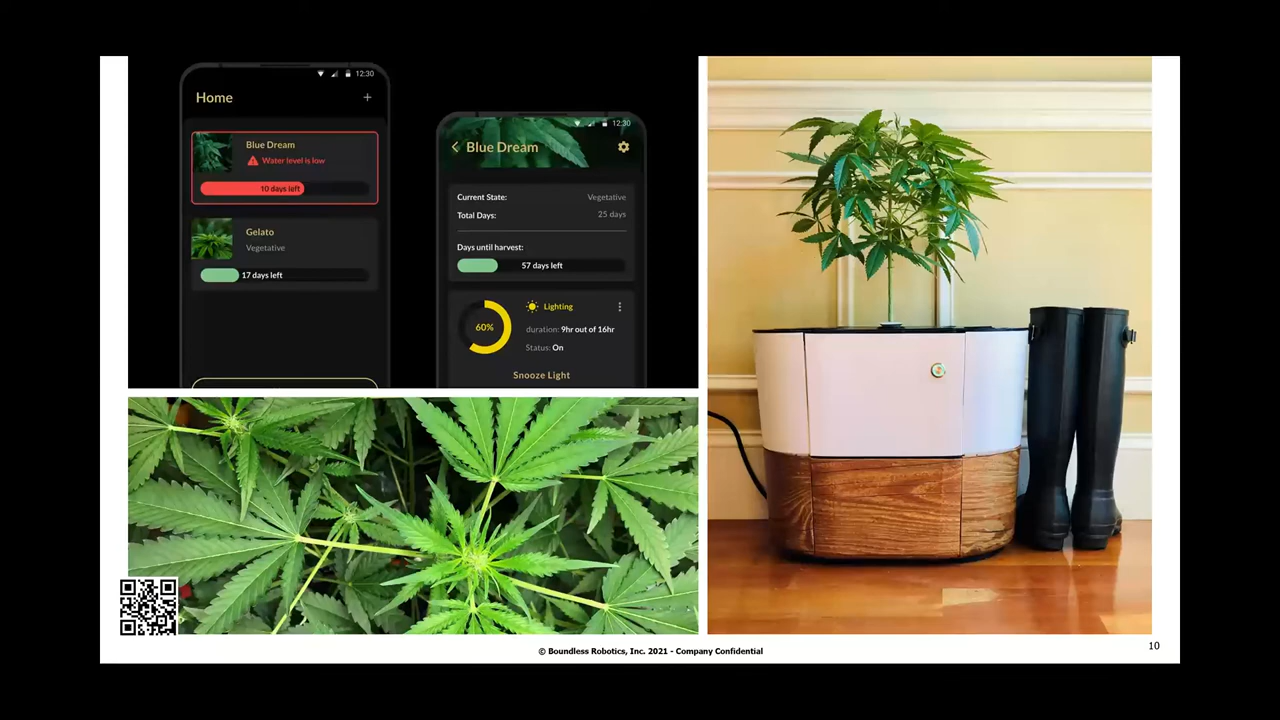 12:30
Home +
Blue Dream
Water level is low
10 days left
Gelato
Vegetative
17 days left
12:30
Blue Dream
Current State: Vegetative
Total Days: 25 days
Days until harvest:
57 days left
60%
Lighting
duration: 9hr out of 16hr
Status: On
Snooze Light
© Boundless Robotics, Inc. 2021 - Company Confidential
10